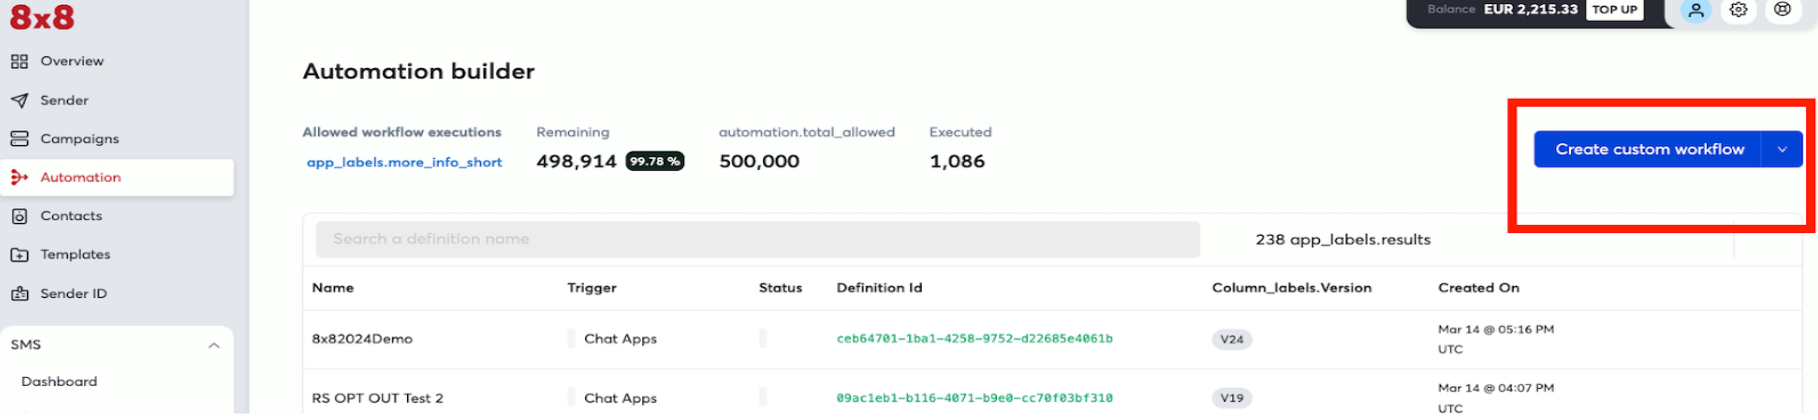 8x8
Balance EUR 2,215.33 TOP UP
Overview
Sender
Campaigns
Automation
Contacts
Templates
Sender ID
SMS
Dashboard
Automation builder
Allowed workflow executions Remaining automation.total_allowed Executed
app_labels.more_info_short 498,914 99.78 % 500,000 1,086
Create custom workflow
Search a definition name 238 app_labels.results
Name Trigger Status Definition Id Column_labels.Version Created On
8x82024Demo Chat Apps ceb64701-1ba1-4258-9752-d22685e4061b V24 Mar 14 @ 05:16 PM
UTC
RS OPT OUT Test 2 Chat Apps 09ac1eb1-b116-4071-b9e0-cc70f03bf310 V19 Mar 14 @ 04:07 PM
UTC